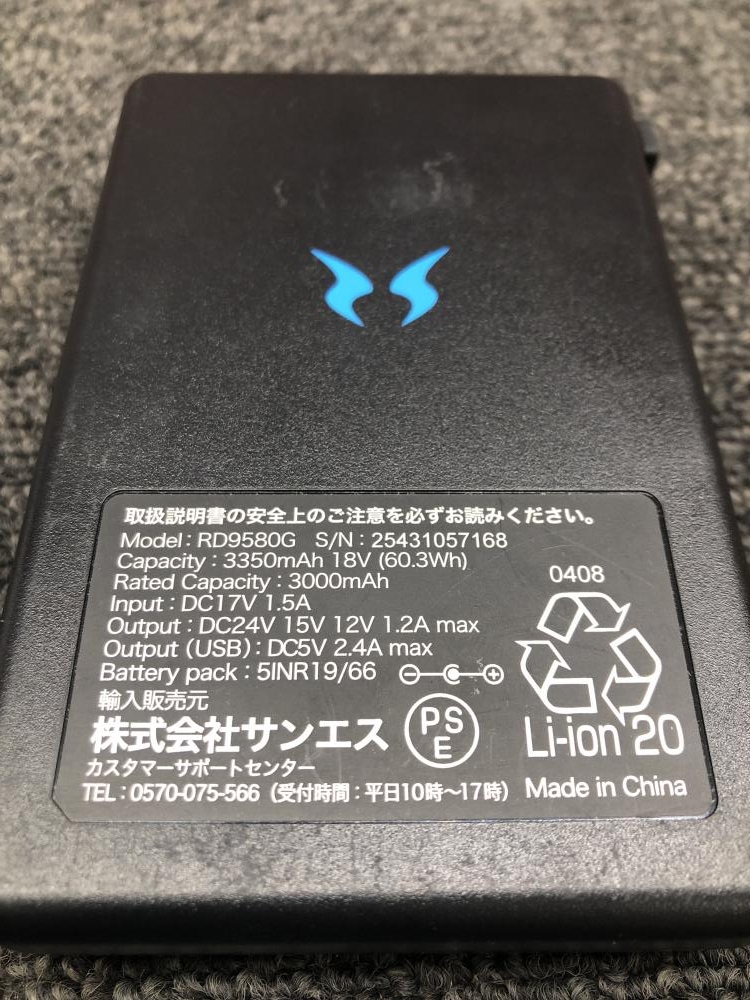 取扱説明書の安全上のご注意を必ずお読みください。
Model : RD9580G S/N : 25431057168
Capacity : 3350mAh 18V (60.3Wh)
Rated Capacity : 3000mAh
0408
Input : DC17V 1.5A
Output : DC24V 15V 12V 1.2A max
Output (USB) : DC5V 2.4A max
Battery pack : 5INR19/66
輸入販売元
株式会社サンエス
PS
E
Li-ion 20
カスタマーサポートセンター
TEL : 0570-075-566 (受付時間 : 平日10時〜17時)
Made in China